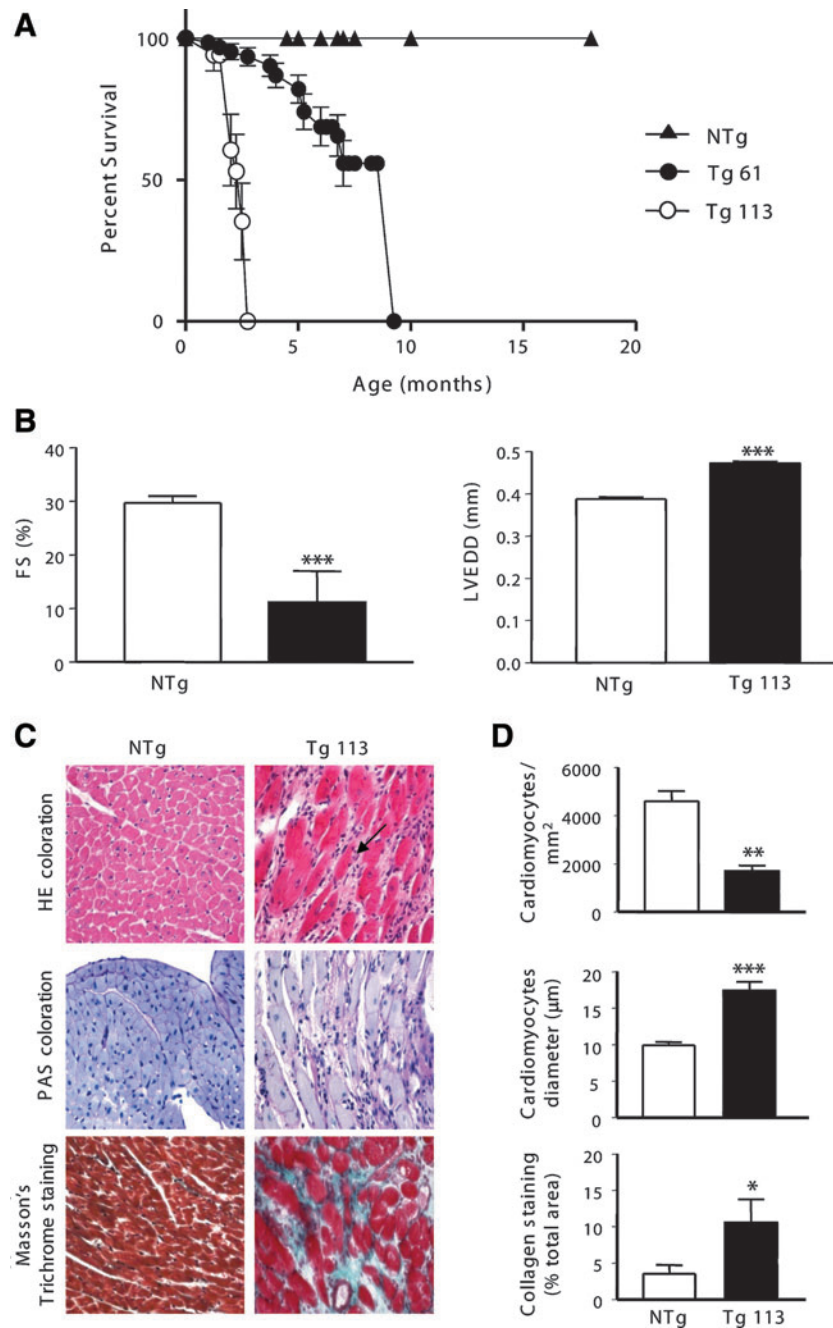 A
100
50
0
Percent Survival
0 5 10 15 20
Age (months)
NTg
Tg 61
Tg 113
B
40
30
20
10
0
FS (%)
***
NTg
0.5
0.4
0.3
0.2
0.1
0.0
LVEDD (mm)
***
NTg Tg 113
C
NTg Tg 113
HE coloration
PAS coloration
Masson's
Trichrome staining
D
6000
4000
2000
0
Cardiomyocytes/
mm2
**
20
15
10
5
0
Cardiomyocytes
diameter (μm)
***
20
15
10
5
0
Collagen staining
(% total area)
*
NTg Tg 113